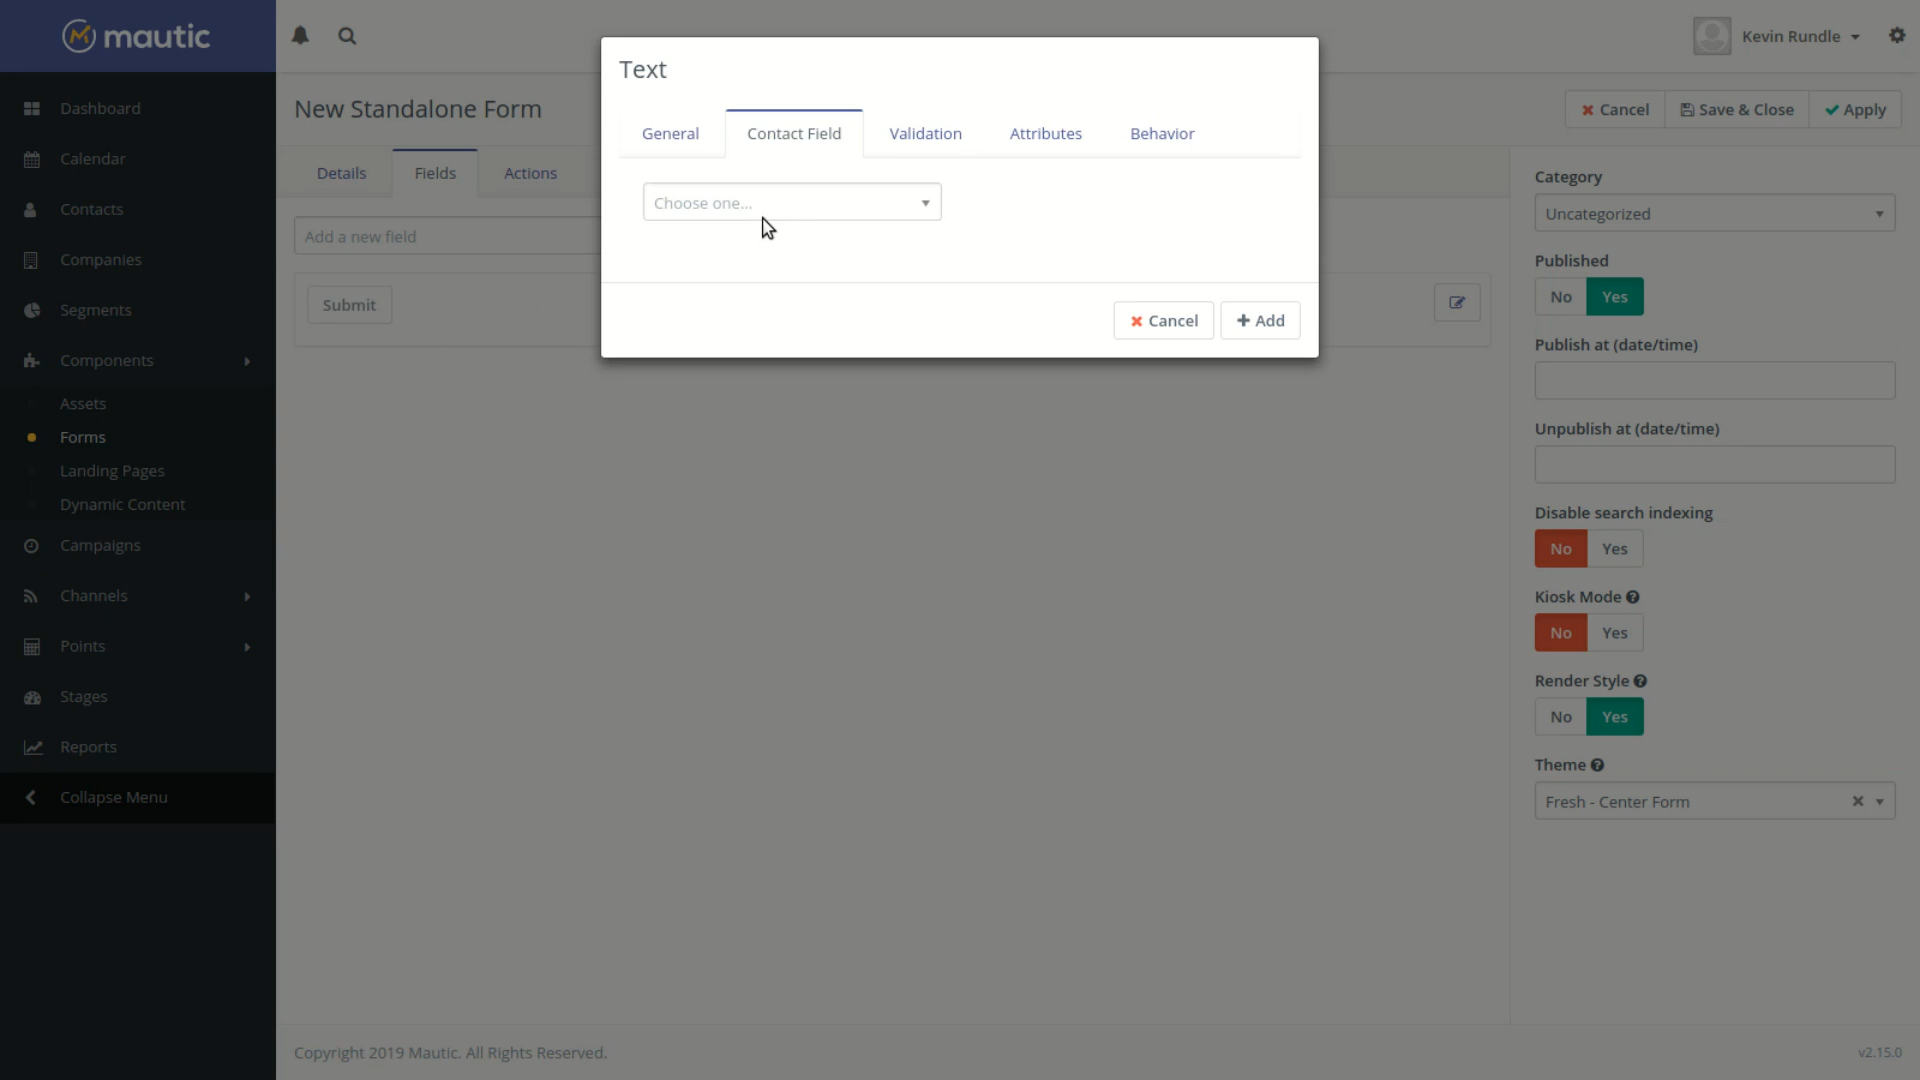 mautic
Kevin Rundle
Dashboard
Calendar
Contacts
Companies
Segments
Components
Assets
Forms
Landing Pages
Dynamic Content
Campaigns
Channels
Points
Stages
Reports
Collapse Menu
New Standalone Form
Cancel
Save & Close
Apply
Details
Fields
Actions
Add a new field
Submit
Text
General
Contact Field
Validation
Attributes
Behavior
Choose one...
Cancel
Add
Category
Uncategorized
Published
No Yes
Publish at (date/time)
Unpublish at (date/time)
Disable search indexing
No Yes
Kiosk Mode
No Yes
Render Style
No Yes
Theme
Fresh - Center Form
Copyright 2019 Mautic. All Rights Reserved.
v2.15.0